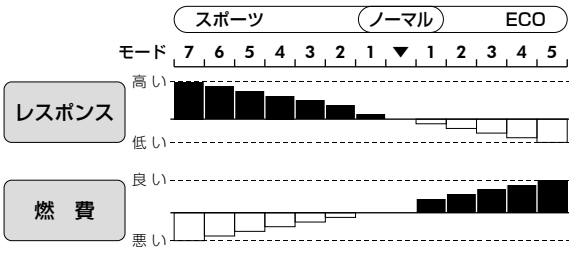 スポーツ ノーマル ECO
モード 7 6 5 4 3 2 1 ▼ 1 2 3 4 5
高い
レスポンス
低い
良い
燃 費
悪い